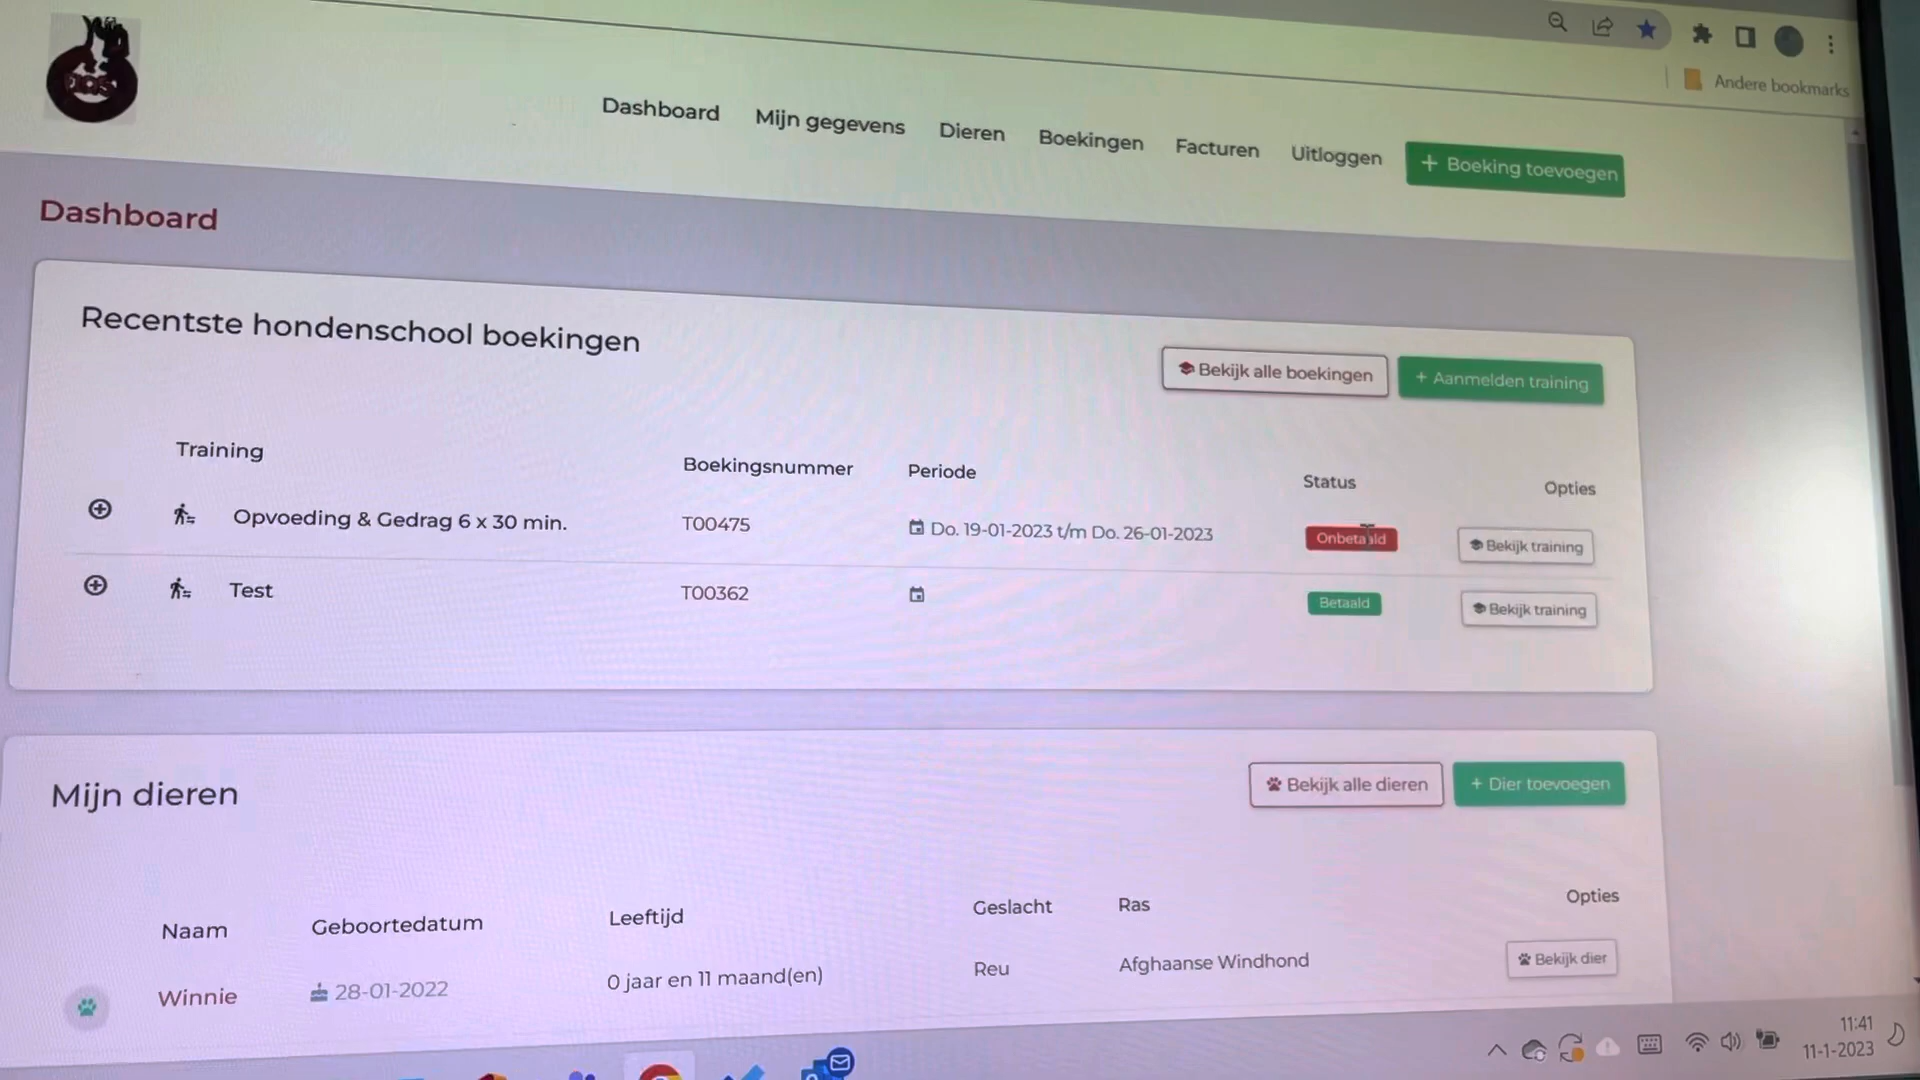 Andere bookmarks
Dashboard Mijn gegevens Dieren Boekingen Facturen Uitloggen + Boeking toevoegen
Dashboard
Recentste hondenschool boekingen
Bekijk alle boekingen + Aanmelden training
Training Boekingsnummer Periode Status Opties
Opvoeding & Gedrag 6 x 30 min. T00475 Do. 19-01-2023 t/m Do. 26-01-2023 Onbetaald Bekijk training
Test T00362 Betaald Bekijk training
Mijn dieren
Bekijk alle dieren + Dier toevoegen
Naam Geboortedatum Leeftijd Geslacht Ras Opties
Winnie 28-01-2022 0 jaar en 11 maand(en) Reu Afghaanse Windhond Bekijk dier
11:41
11-1-2023